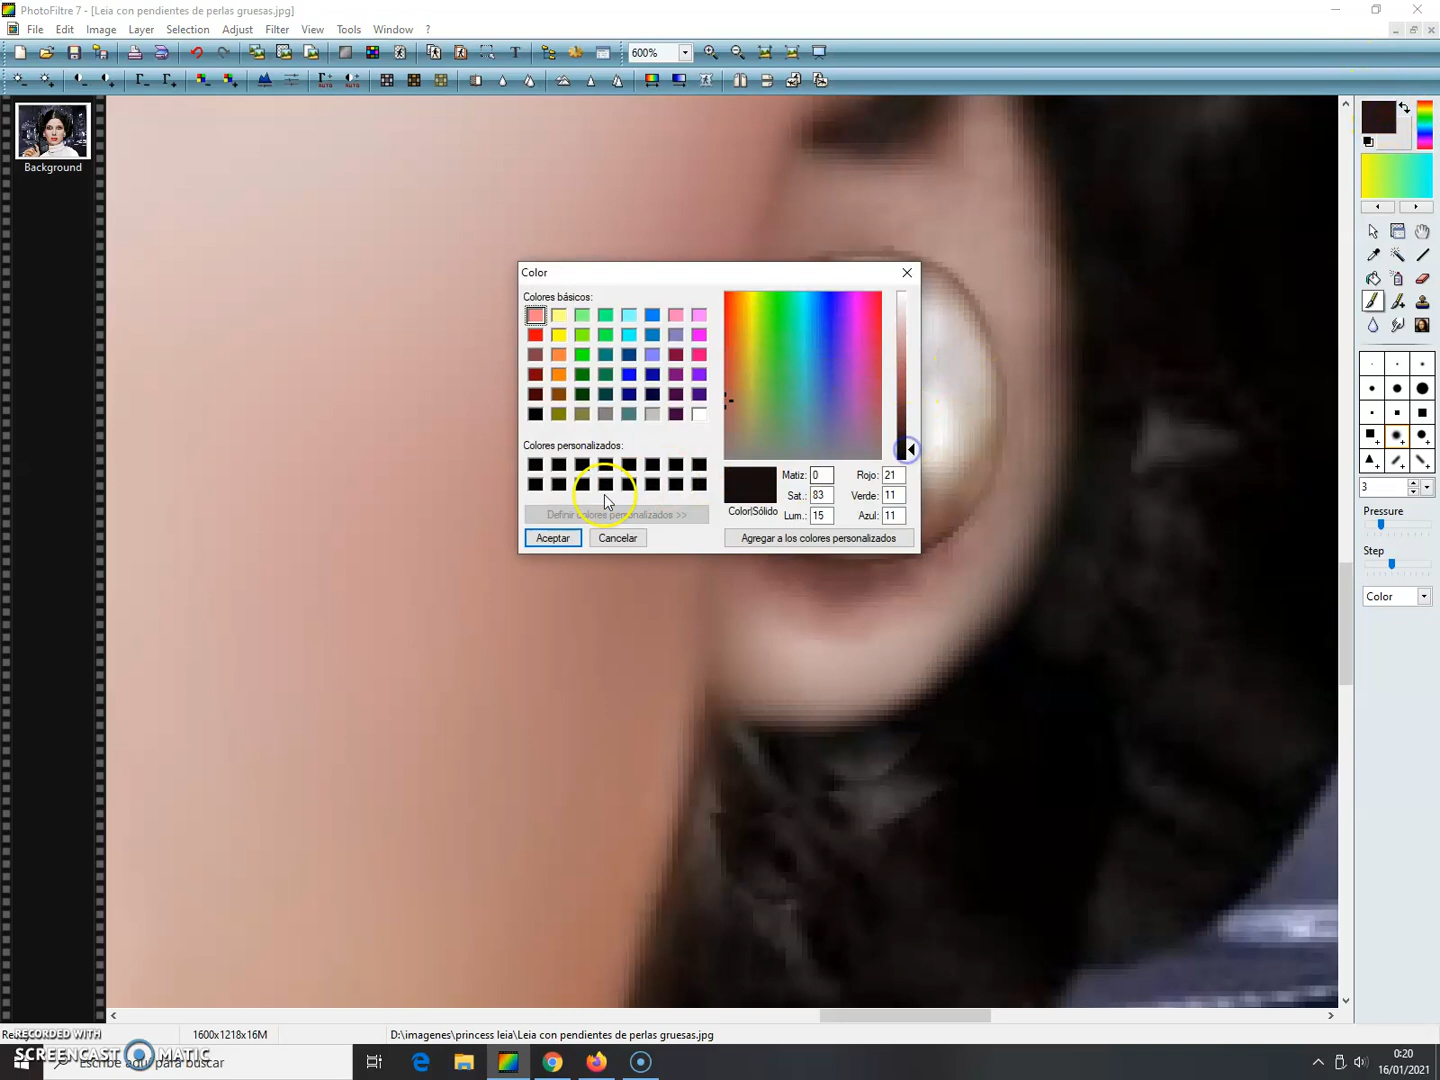 PhotoFiltre 7 - [Leia con pendientes de perlas gruesas.jpg]
File Edit Image Layer Selection Adjust Filter View Tools Window ?
600%
AUTO AUTO
Background
Color
Colores básicos:
Colores personalizados:
Definir colores personalizados >>
Aceptar Cancelar
Color|Sólido
Matiz: 0 Rojo: 21
Sat.: 83 Verde: 11
Lum.: 15 Azul: 11
Agregar a los colores personalizados
3
Pressure
Step
Color
1600x1218x16M D:\imagenes\princess leia\Leia con pendientes de perlas gruesas.jpg
RECORDED WITH
SCREENCAST MATIC
Escribe aquí para buscar
0:20
16/01/2021